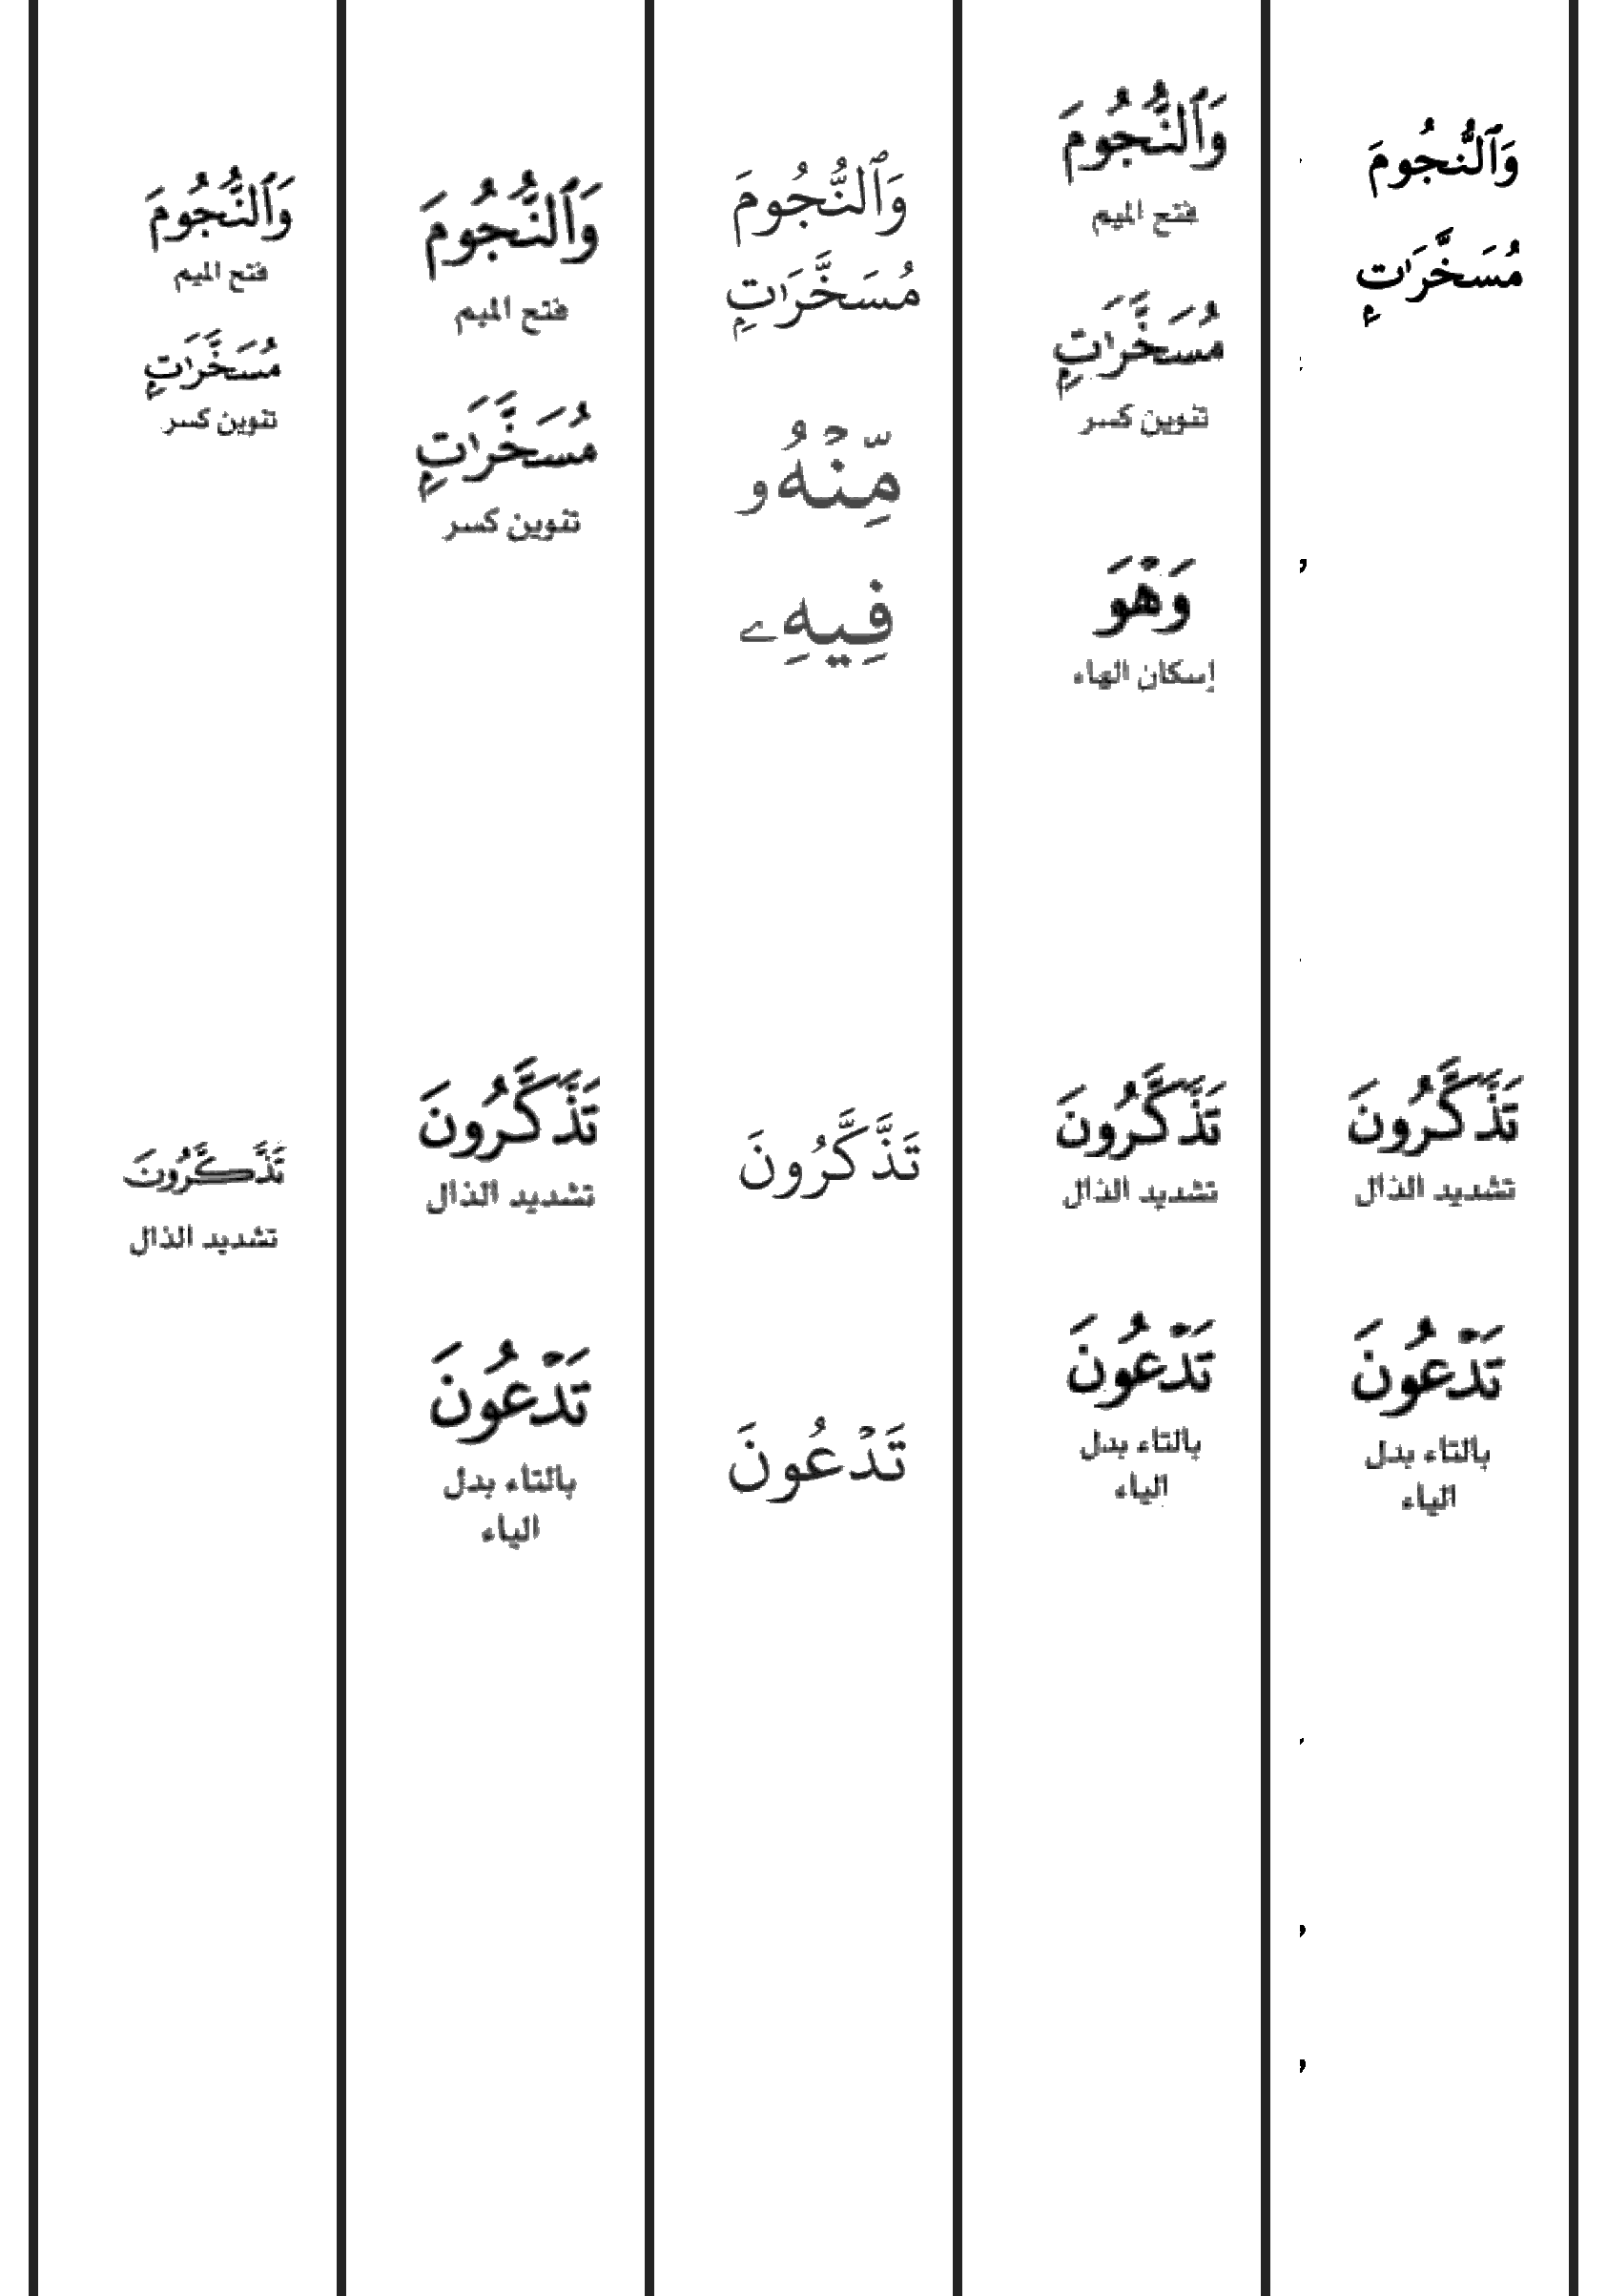 وَٱلنُّجُومَ
مُسَخَّرَٰتٍ
تَذَّكَّرُونَ
تشديد الذال
تَدْعُونَ
بالتاء بدل
الياء
وَٱلنُّجُومَ
فتح الميم
مُسَخَّرَٰتٍ
تنوين كسر
وَهْوَ
إسكان الهاء
تَذَّكَّرُونَ
تشديد الذال
تَدْعُونَ
بالتاء بدل
الياء
وَٱلنُّجُومَ
مُسَخَّرَٰتٍ
مِّنْهُۥ
فِيهِۦ
تَذَّكَّرُونَ
تَدْعُونَ
وَٱلنُّجُومَ
فتح الميم
مُسَخَّرَٰتٍ
تنوين كسر
تَذَّكَّرُونَ
تشديد الذال
تَدْعُونَ
بالتاء بدل
الياء
وَٱلنُّجُومَ
فتح الميم
مُسَخَّرَٰتٍ
تنوين كسر
تَذَّكَّرُونَ
تشديد الذال